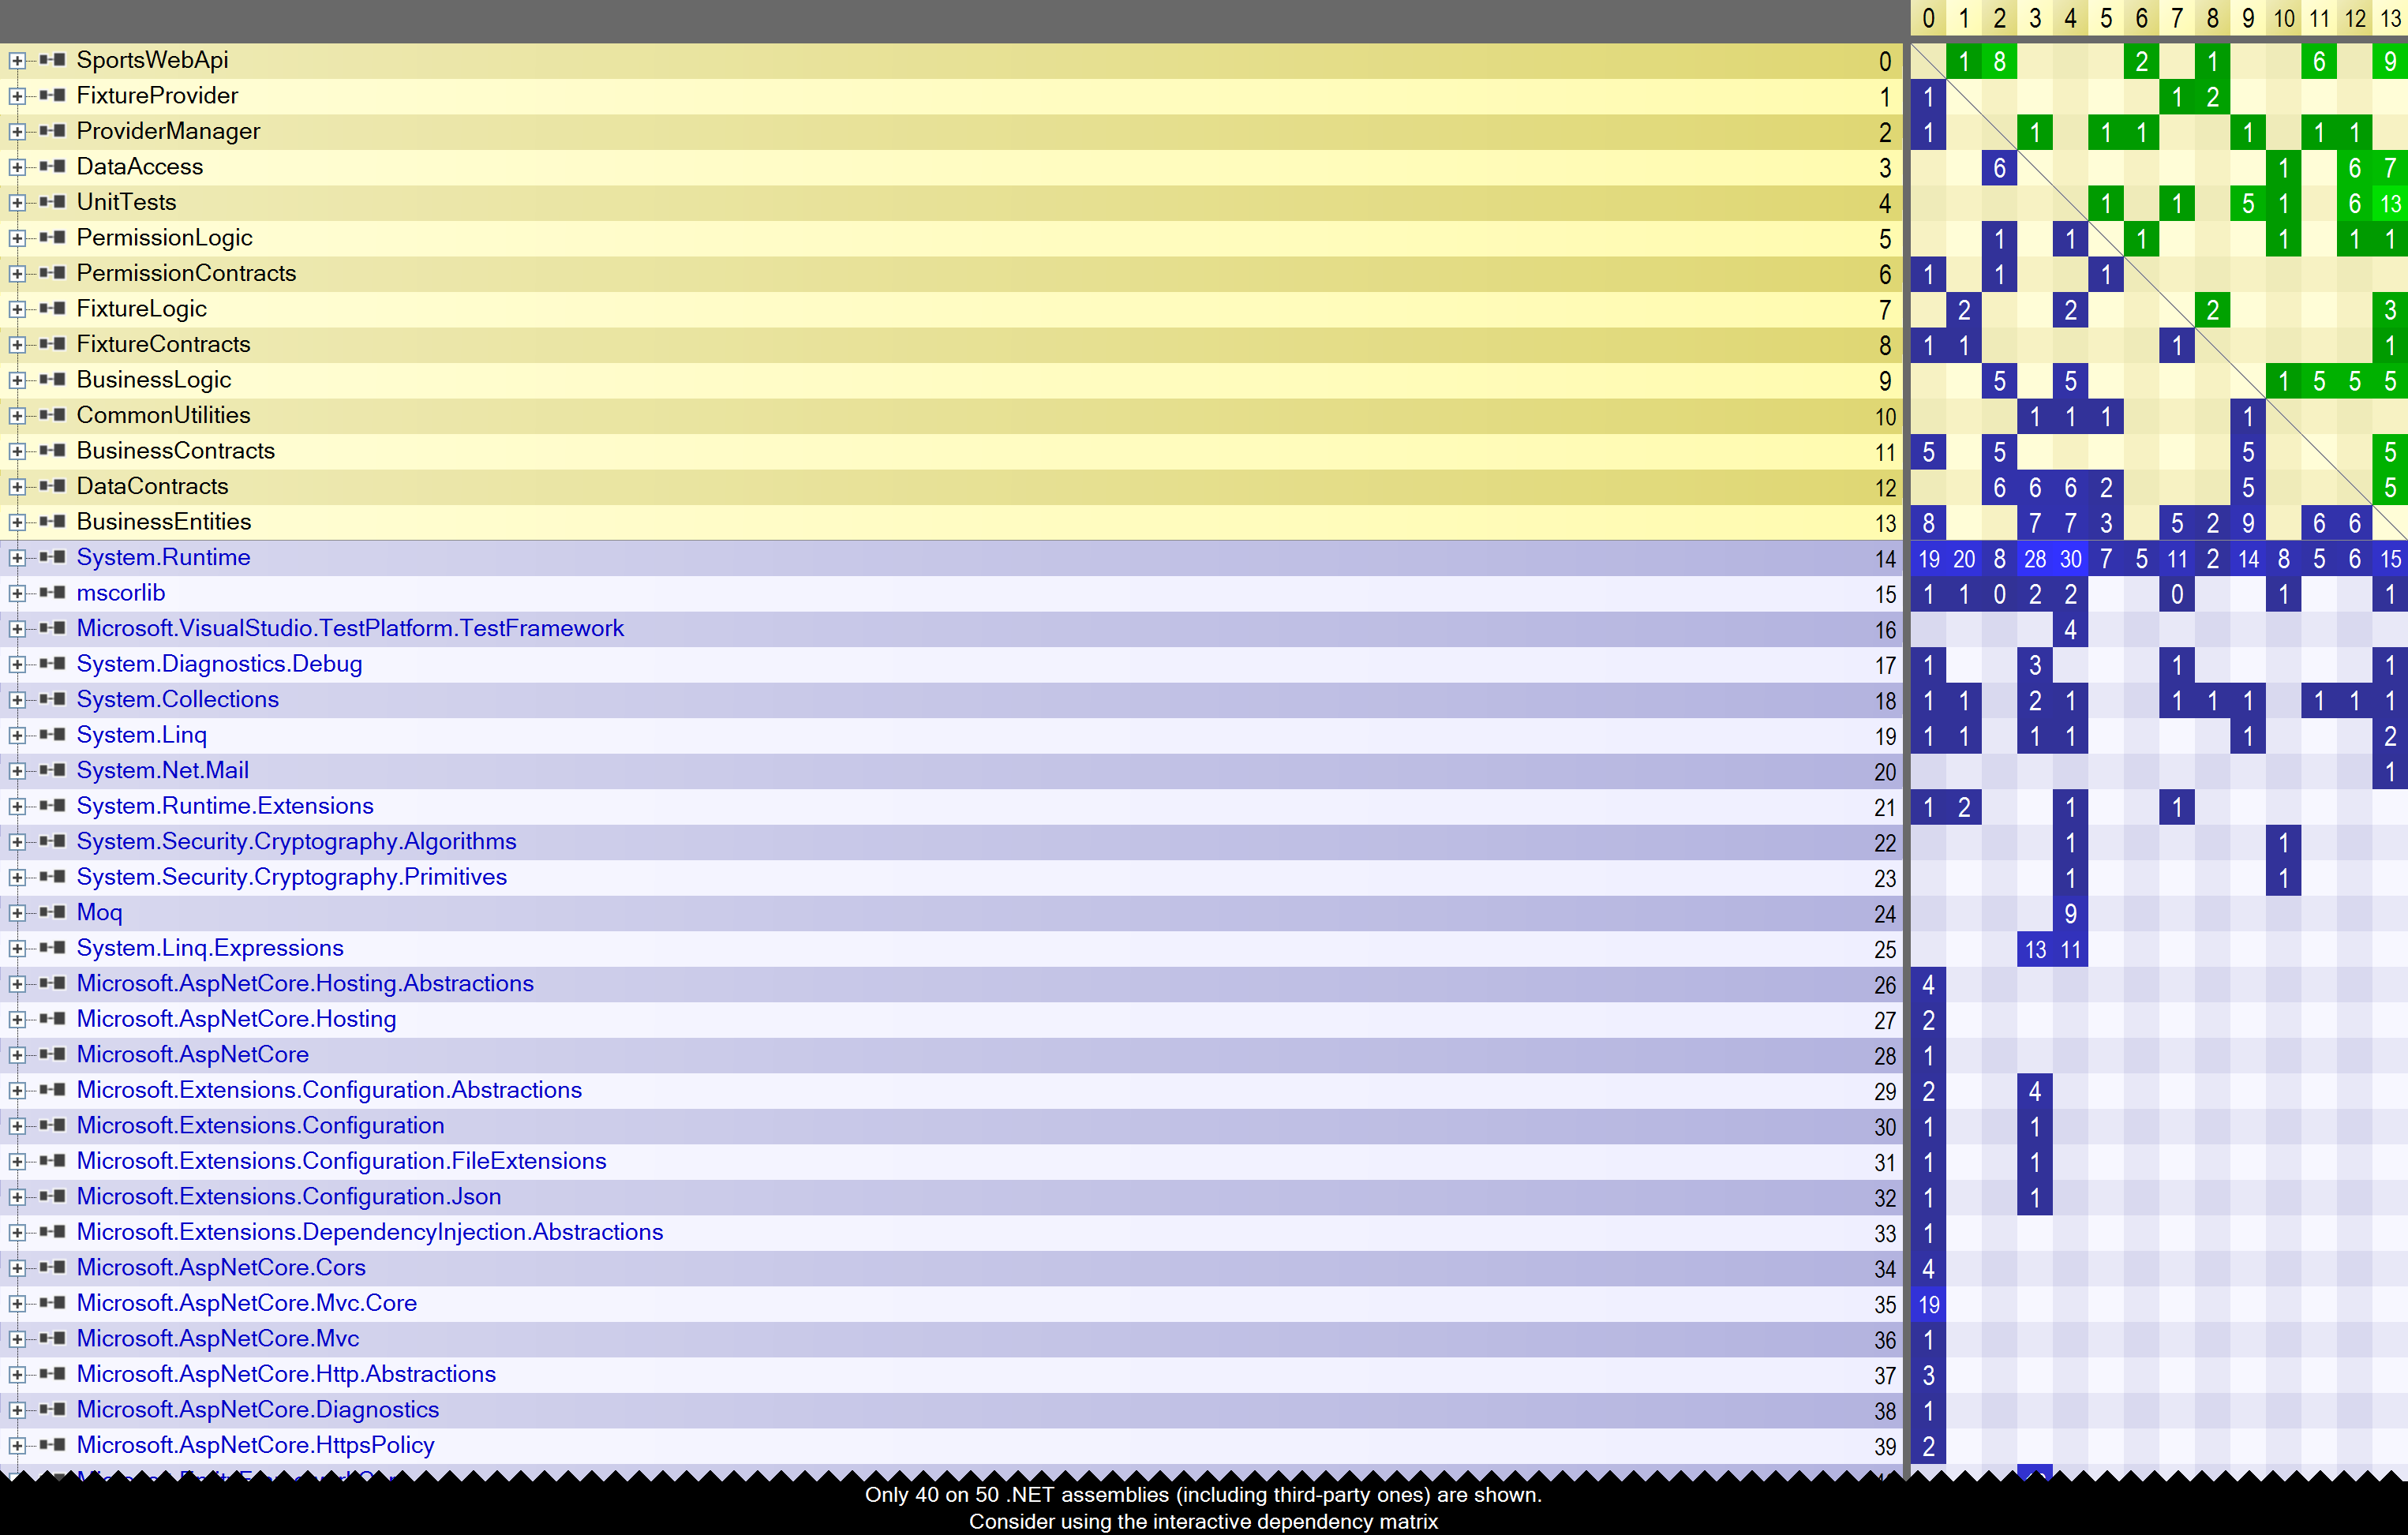 0 1 2 3 4 5 6 7 8 9 10 11 12 13
SportsWebApi 0 1 8 2 1 6 9
FixtureProvider 1 1 1 2
ProviderManager 2 1 1 1 1 1 1 1
DataAccess 3 6 1 6 7
UnitTests 4 1 1 5 1 6 13
PermissionLogic 5 1 1 1 1 1 1
PermissionContracts 6 1 1 1
FixtureLogic 7 2 2 2 3
FixtureContracts 8 1 1 1 1
BusinessLogic 9 5 5 1 5 5 5
CommonUtilities 10 1 1 1 1
BusinessContracts 11 5 5 5 5
DataContracts 12 6 6 6 2 5 5
BusinessEntities 13 8 7 7 3 5 2 9 6 6
System.Runtime 14 19 20 8 28 30 7 5 11 2 14 8 5 6 15
mscorlib 15 1 1 0 2 2 0 1 1
Microsoft.VisualStudio.TestPlatform.TestFramework 16 4
System.Diagnostics.Debug 17 1 3 1 1
System.Collections 18 1 1 2 1 1 1 1 1 1 1
System.Linq 19 1 1 1 1 1 2
System.Net.Mail 20 1
System.Runtime.Extensions 21 1 2 1 1
System.Security.Cryptography.Algorithms 22 1 1
System.Security.Cryptography.Primitives 23 1 1
Moq 24 9
System.Linq.Expressions 25 13 11
Microsoft.AspNetCore.Hosting.Abstractions 26 4
Microsoft.AspNetCore.Hosting 27 2
Microsoft.AspNetCore 28 1
Microsoft.Extensions.Configuration.Abstractions 29 2 4
Microsoft.Extensions.Configuration 30 1 1
Microsoft.Extensions.Configuration.FileExtensions 31 1 1
Microsoft.Extensions.Configuration.Json 32 1 1
Microsoft.Extensions.DependencyInjection.Abstractions 33 1
Microsoft.AspNetCore.Cors 34 4
Microsoft.AspNetCore.Mvc.Core 35 19
Microsoft.AspNetCore.Mvc 36 1
Microsoft.AspNetCore.Http.Abstractions 37 3
Microsoft.AspNetCore.Diagnostics 38 1
Microsoft.AspNetCore.HttpsPolicy 39 2
Only 40 on 50 .NET assemblies (including third-party ones) are shown.
Consider using the interactive dependency matrix